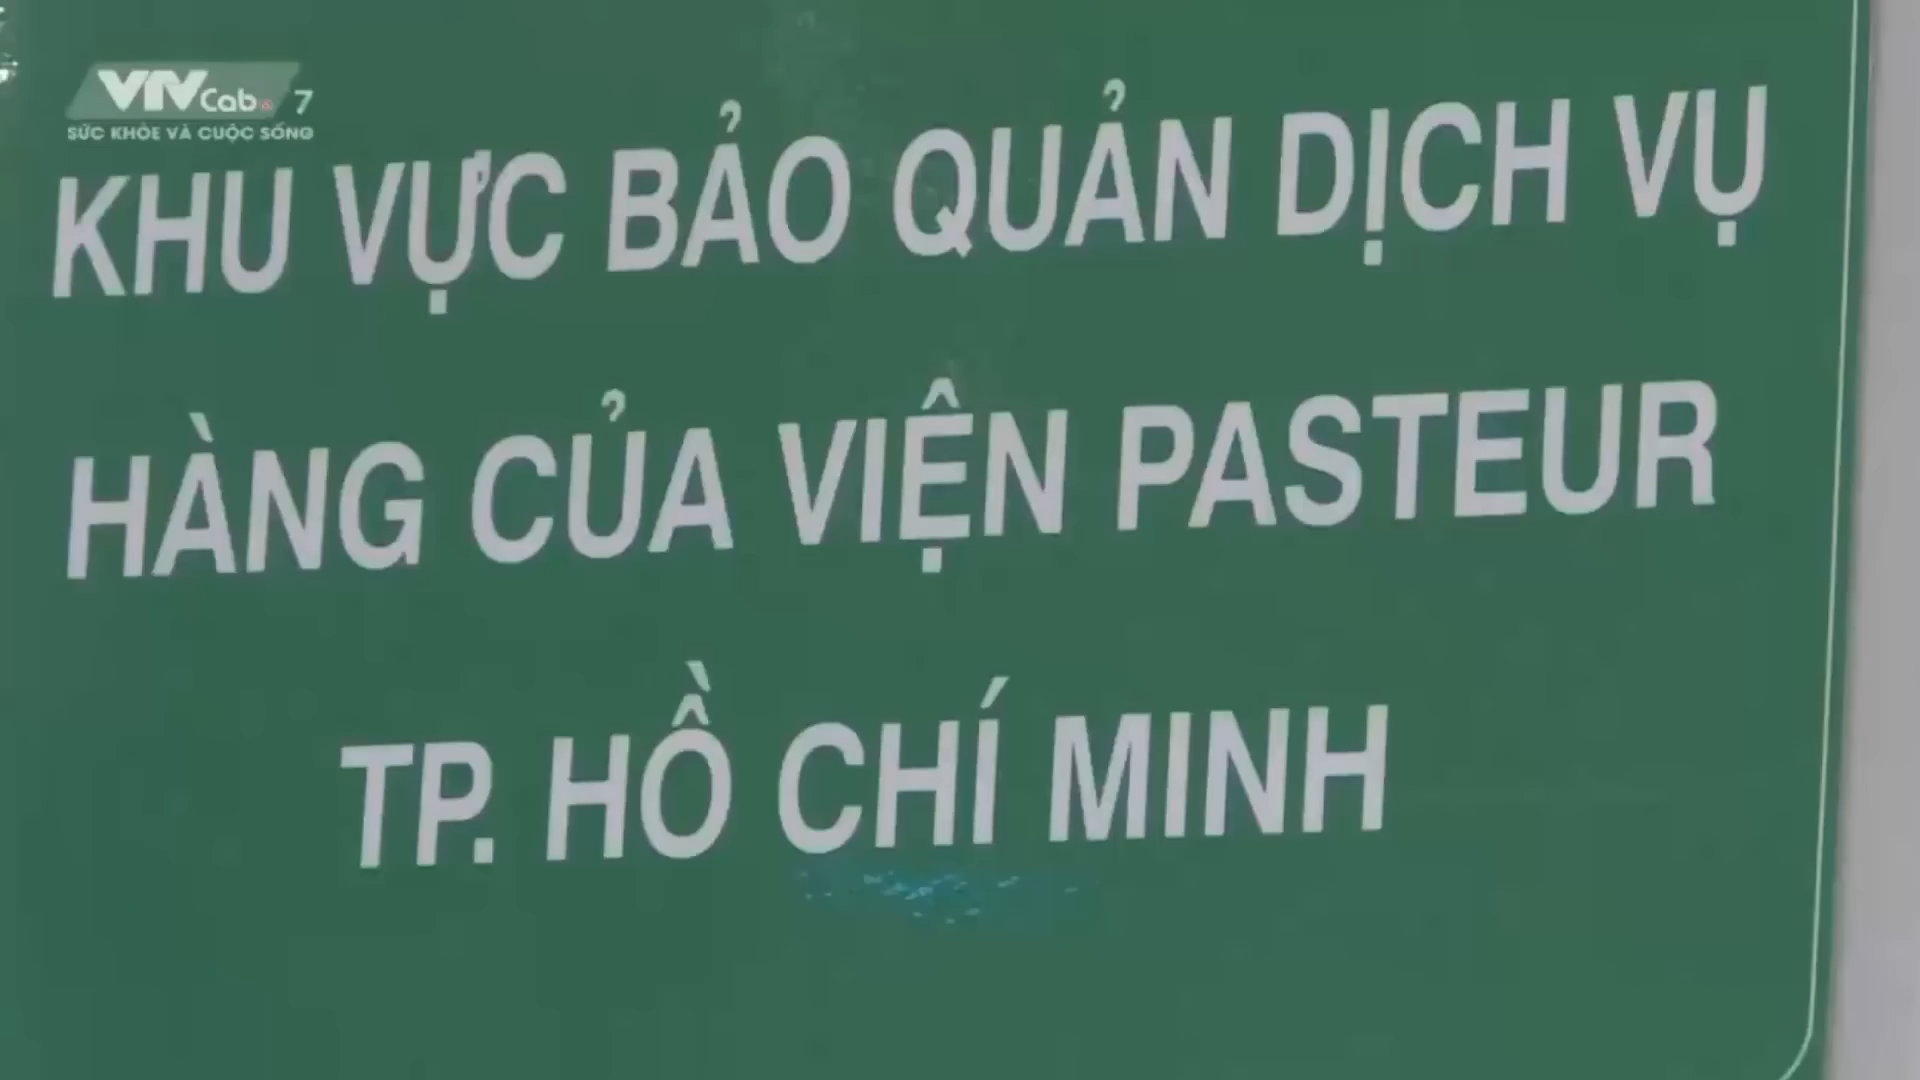 VTVCab 7
SỨC KHỎE VÀ CUỘC SỐNG
KHU VỰC BẢO QUẢN DỊCH VỤ
HÀNG CỦA VIỆN PASTEUR
TP. HỒ CHÍ MINH